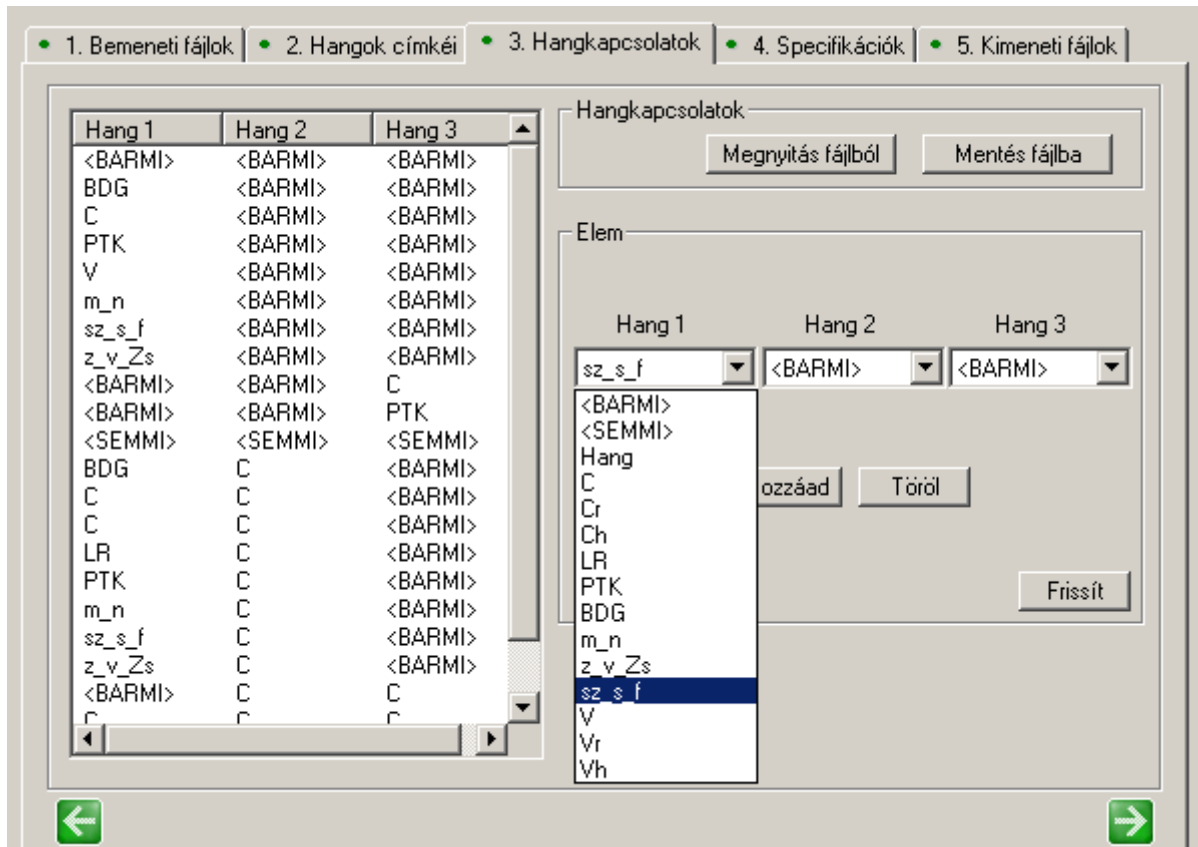 1. Bemeneti fájlok 2. Hangok címkéi 3. Hangkapcsolatok 4. Specifikációk 5. Kimeneti fájlok
Hang 1 Hang 2 Hang 3
<BARMI> <BARMI> <BARMI>
BDG <BARMI> <BARMI>
C <BARMI> <BARMI>
PTK <BARMI> <BARMI>
V <BARMI> <BARMI>
m_n <BARMI> <BARMI>
sz_s_f <BARMI> <BARMI>
z_v_Zs <BARMI> <BARMI>
<BARMI> <BARMI> C
<BARMI> <BARMI> PTK
<SEMMI> <SEMMI> <SEMMI>
BDG C <BARMI>
C C <BARMI>
C C <BARMI>
LR C <BARMI>
PTK C <BARMI>
m_n C <BARMI>
sz_s_f C <BARMI>
z_v_Zs C <BARMI>
<BARMI> C C
C C C
Hangkapcsolatok
Megnyitás fájlból Mentés fájlba
Elem
Hang 1 Hang 2 Hang 3
sz_s_f <BARMI> <BARMI>
<BARMI>
<SEMMI>
Hang
C
Cr
Ch
LR
PTK
BDG
m_n
z_v_Zs
sz_s_f
V
Vr
Vh
ozzáad Töröl
Frissít